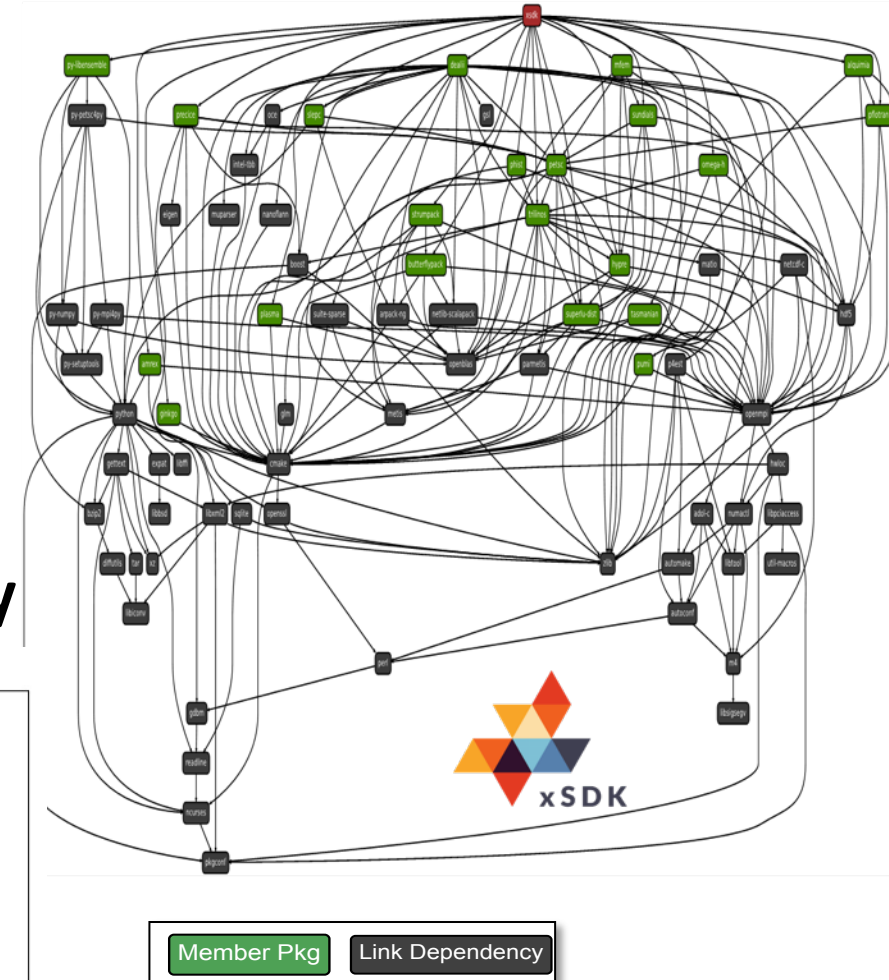 xsdk
py-libensemble dealii mfem alquimia
py-petsc4py precice oce slepc gsl sundials pflotran
intel-tbb phist petsc omega-h
eigen muparser nanoflann strumpack trilinos
boost butterflypack hypre matio netcdf-c
py-numpy py-mpi4py plasma suite-sparse arpack-ng netlib-scalapack superlu-dist tasmanian hdf5
py-setuptools amrex openblas parmetis pumi p4est
python ginkgo glm metis openmpi
gettext expat libffi cmake hwloc
bzip2 libbsd libxml2 sqlite openssl adol-c numactl libpciaccess
diffutils tar xz zlib automake libtool util-macros
libiconv autoconf
perl m4
gdbm libsigsegv
readline
xSDK
ncurses
pkgconf
Member Pkg Link Dependency